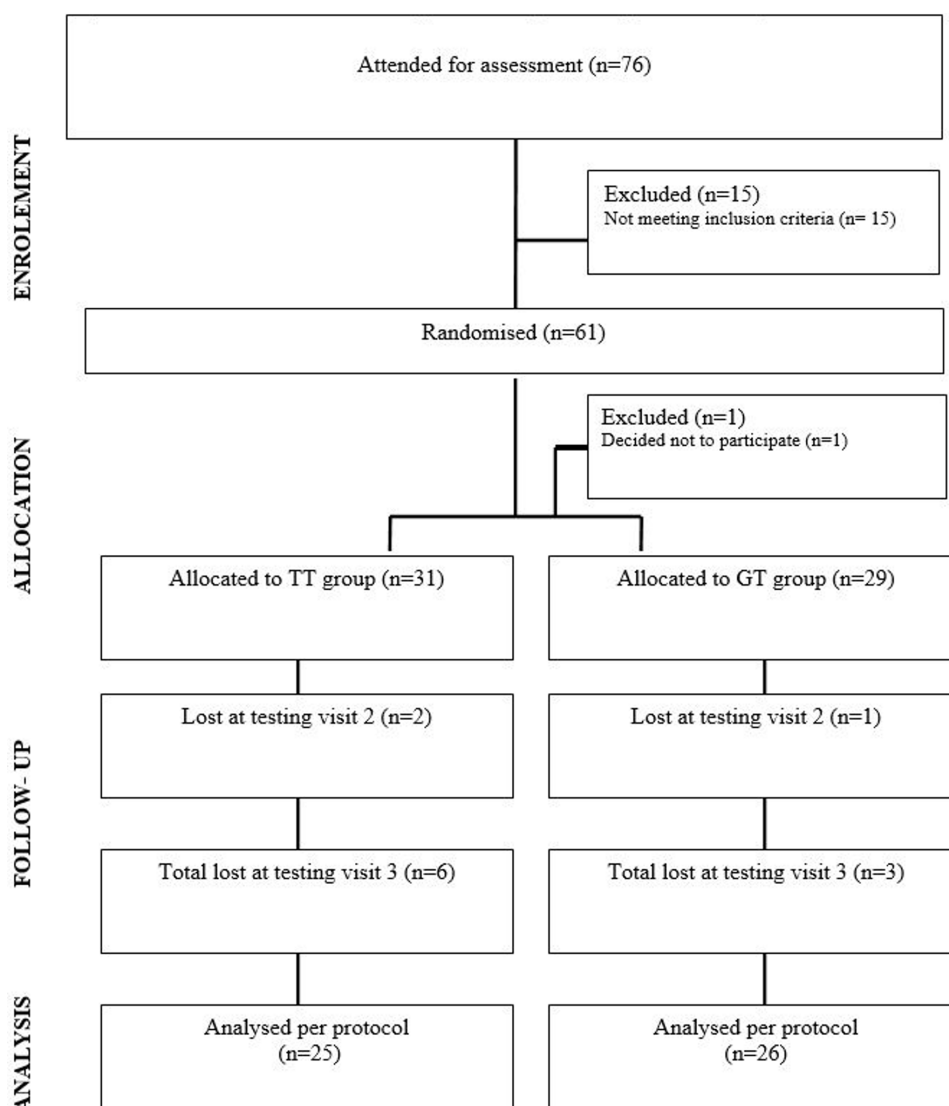 Attended for assessment (n=76)
ENROLEMENT
Excluded (n=15)
Not meeting inclusion criteria (n= 15)
Randomised (n=61)
ALLOCATION
Excluded (n=1)
Decided not to participate (n=1)
Allocated to TT group (n=31)
Allocated to GT group (n=29)
FOLLOW- UP
Lost at testing visit 2 (n=2)
Lost at testing visit 2 (n=1)
Total lost at testing visit 3 (n=6)
Total lost at testing visit 3 (n=3)
ANALYSIS
Analysed per protocol
(n=25)
Analysed per protocol
(n=26)